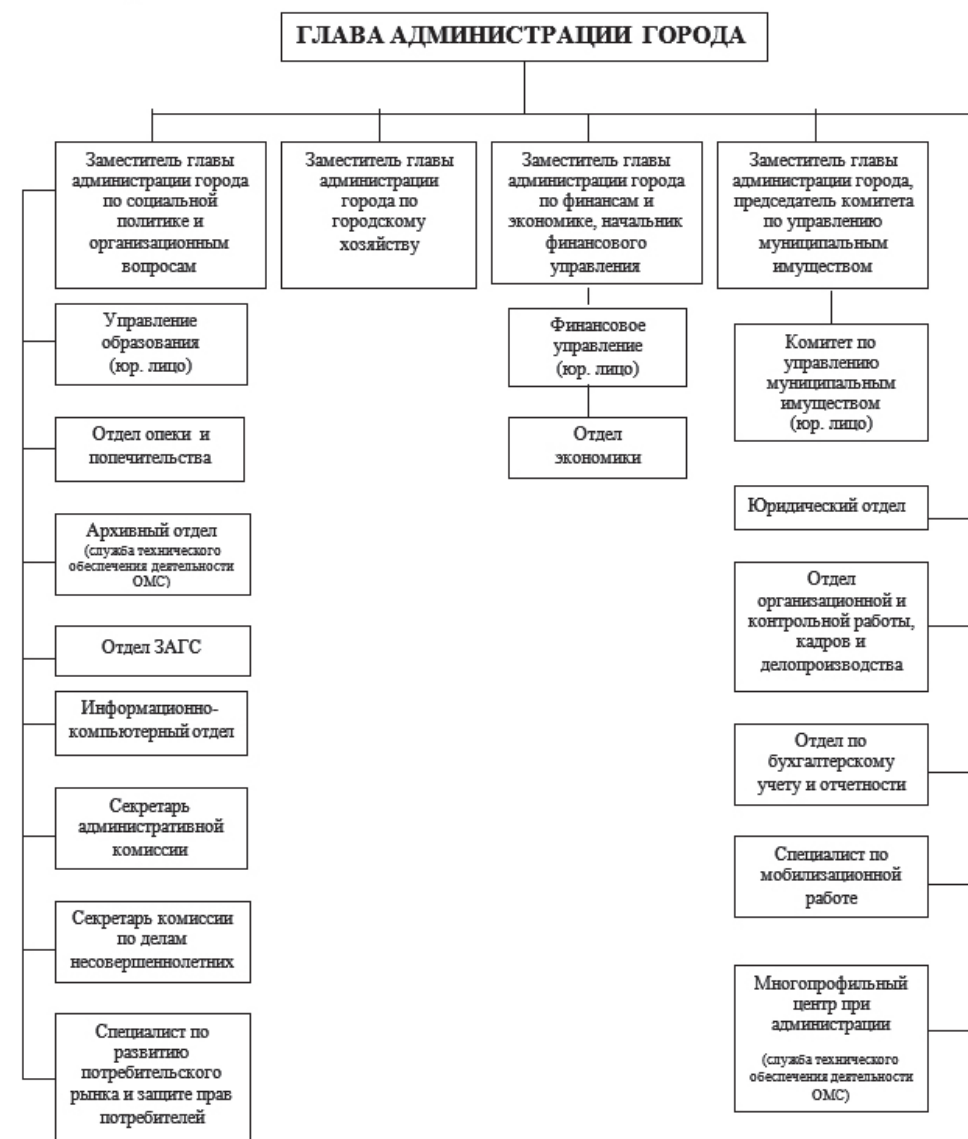 ГЛАВА АДМИНИСТРАЦИИ ГОРОДА
Заместитель главы
администрации города
по социальной
политике и
организационным
вопросам
Заместитель главы
администрации
города по
городскому
хозяйству
Заместитель главы
администрации города
по финансам и
экономике, начальник
финансового
управления
Заместитель главы
администрации города,
председатель комитета
по управлению
муниципальным
имуществом
Управление
образования
(юр. лицо)
Отдел опеки и
попечительства
Архивный отдел
(служба технического
обеспечения деятельности
ОМС)
Отдел ЗАГС
Информационно-
компьютерный отдел
Секретарь
административной
комиссии
Секретарь комиссии
по делам
несовершеннолетних
Специалист по
развитию
потребительского
рынка и защите прав
потребителей
Финансовое
управление
(юр. лицо)
Отдел
экономики
Комитет по
управлению
муниципальным
имуществом
(юр. лицо)
Юридический отдел
Отдел
организационной и
контрольной работы,
кадров и
делопроизводства
Отдел по
бухгалтерскому
учету и отчетности
Специалист по
мобилизационной
работе
Многопрофильный
центр при
администрации
(служба технического
обеспечения деятельности
ОМС)